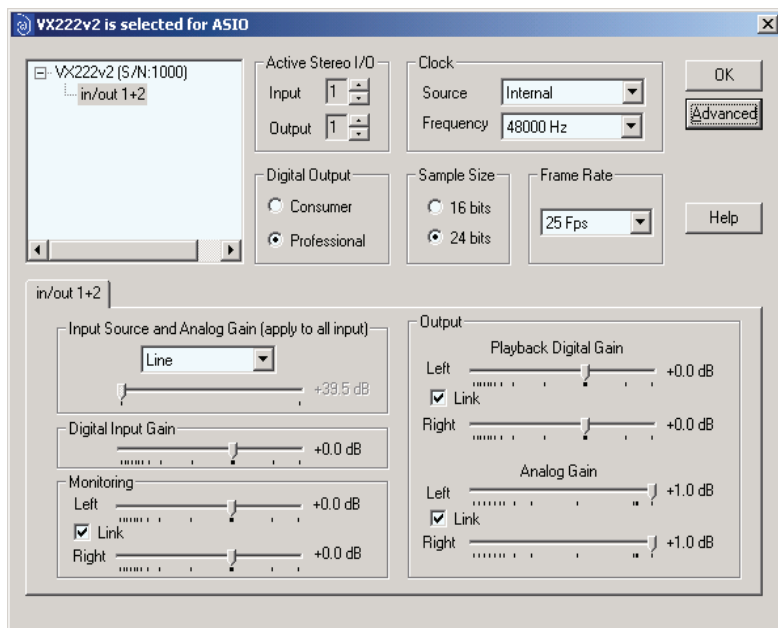 VX222v2 is selected for ASIO
VX222v2 (S/N:1000)
in/out 1+2
Active Stereo I/O
Input 1
Output 1
Clock
Source Internal
Frequency 48000 Hz
OK
Advanced
Digital Output
Consumer
Professional
Sample Size
16 bits
24 bits
Frame Rate
25 Fps
Help
in/out 1+2
Input Source and Analog Gain (apply to all input)
Line
+39.5 dB
Digital Input Gain
+0.0 dB
Monitoring
Left +0.0 dB
Link
Right +0.0 dB
Output
Playback Digital Gain
Left +0.0 dB
Link
Right +0.0 dB
Analog Gain
Left +1.0 dB
Link
Right +1.0 dB